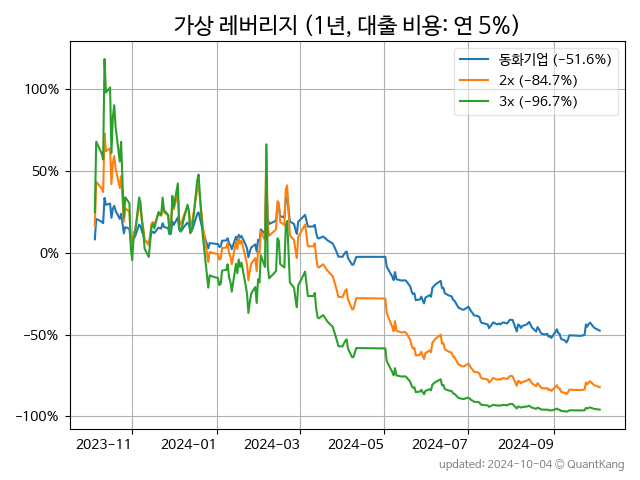 가상 레버리지 (1년, 대출 비용: 연 5%)
동화기업 (-51.6%)
2x (-84.7%)
3x (-96.7%)
100%
50%
0%
-50%
-100%
2023-11 2024-01 2024-03 2024-05 2024-07 2024-09
updated: 2024-10-04 © QuantKang